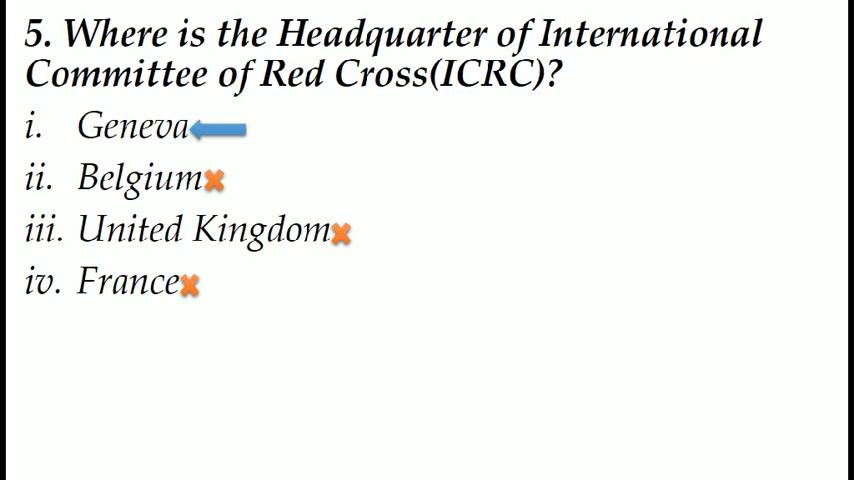 5. Where is the Headquarter of International
Committee of Red Cross(ICRC)?
i. Geneva
ii. Belgium
iii. United Kingdom
iv. France